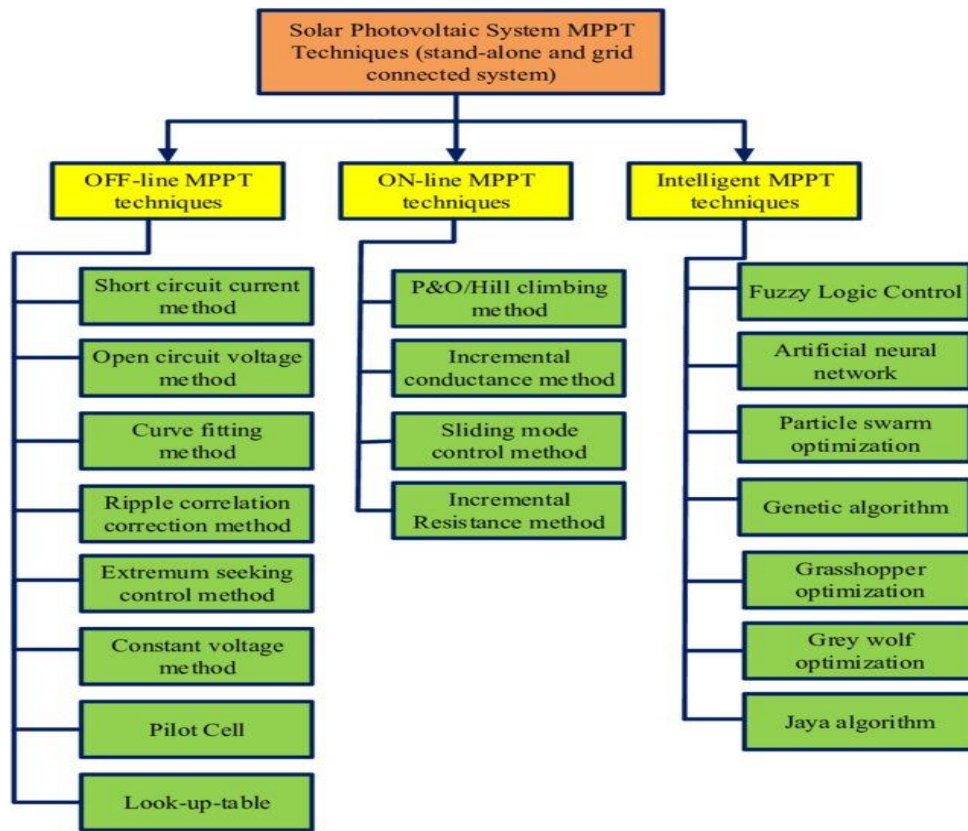 Solar Photovoltaic System MPPT
Techniques (stand-alone and grid
connected system)
OFF-line MPPT
techniques
ON-line MPPT
techniques
Intelligent MPPT
techniques
Short circuit current
method
Open circuit voltage
method
Curve fitting
method
Ripple correlation
correction method
Extremum seeking
control method
Constant voltage
method
Pilot Cell
Look-up-table
P&O/Hill climbing
method
Incremental
conductance method
Sliding mode
control method
Incremental
Resistance method
Fuzzy Logic Control
Artificial neural
network
Particle swarm
optimization
Genetic algorithm
Grasshopper
optimization
Grey wolf
optimization
Jaya algorithm